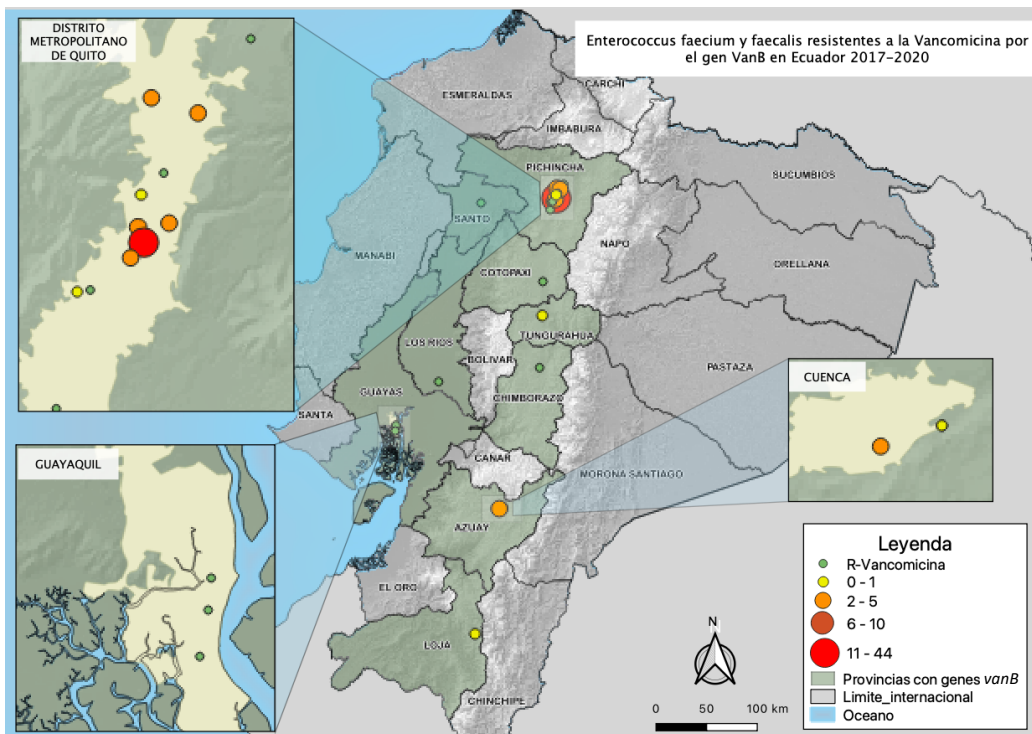 DISTRITO
METROPOLITANO
DE QUITO
Enterococcus faecium y faecalis resistentes a la Vancomicina por
el gen VanB en Ecuador 2017-2020
ESMERALDAS
CARCHI
IMBABURA
PICHINCHA
SUCUMBIOS
SANTO
NAPO
MANABI
ORELLANA
COTOPAXI
TUNGURAHUA
LOS RIOS
BOLIVAR
PASTAZA
GUAYAS
CHIMBORAZO
SANTA
CUENCA
CAÑAR
MORONA SANTIAGO
GUAYAQUIL
AZUAY
EL ORO
LOJA
CHINCHIPE
N
0 50 100 km
Leyenda
R-Vancomicina
0 - 1
2 - 5
6 - 10
11 - 44
Provincias con genes vanB
Limite_internacional
Oceano